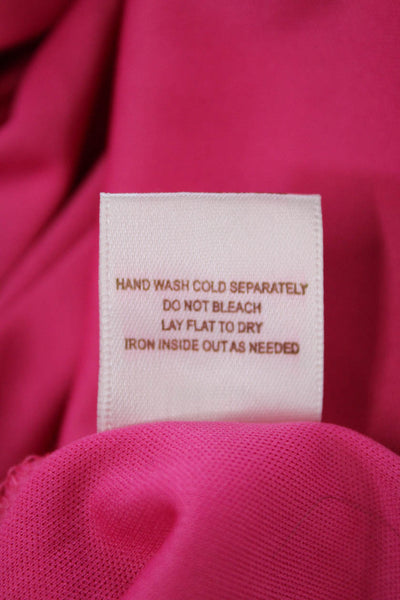 HAND WASH COLD SEPARATELY
DO NOT BLEACH
LAY FLAT TO DRY
IRON INSIDE OUT AS NEEDED